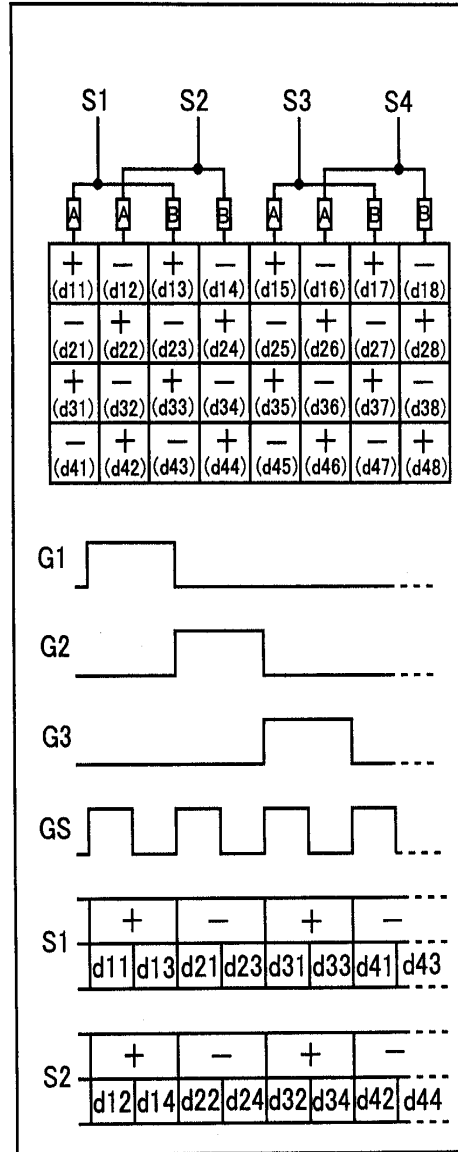 S1 S2 S3 S4
A A B B A A B B
+ − + − + − + −
(d11) (d12) (d13) (d14) (d15) (d16) (d17) (d18)
− + − + − + − +
(d21) (d22) (d23) (d24) (d25) (d26) (d27) (d28)
+ − + − + − + −
(d31) (d32) (d33) (d34) (d35) (d36) (d37) (d38)
− + − + − + − +
(d41) (d42) (d43) (d44) (d45) (d46) (d47) (d48)
G1
G2
G3
GS
+ − + −
S1
d11 d13 d21 d23 d31 d33 d41 d43
+ − + −
S2
d12 d14 d22 d24 d32 d34 d42 d44